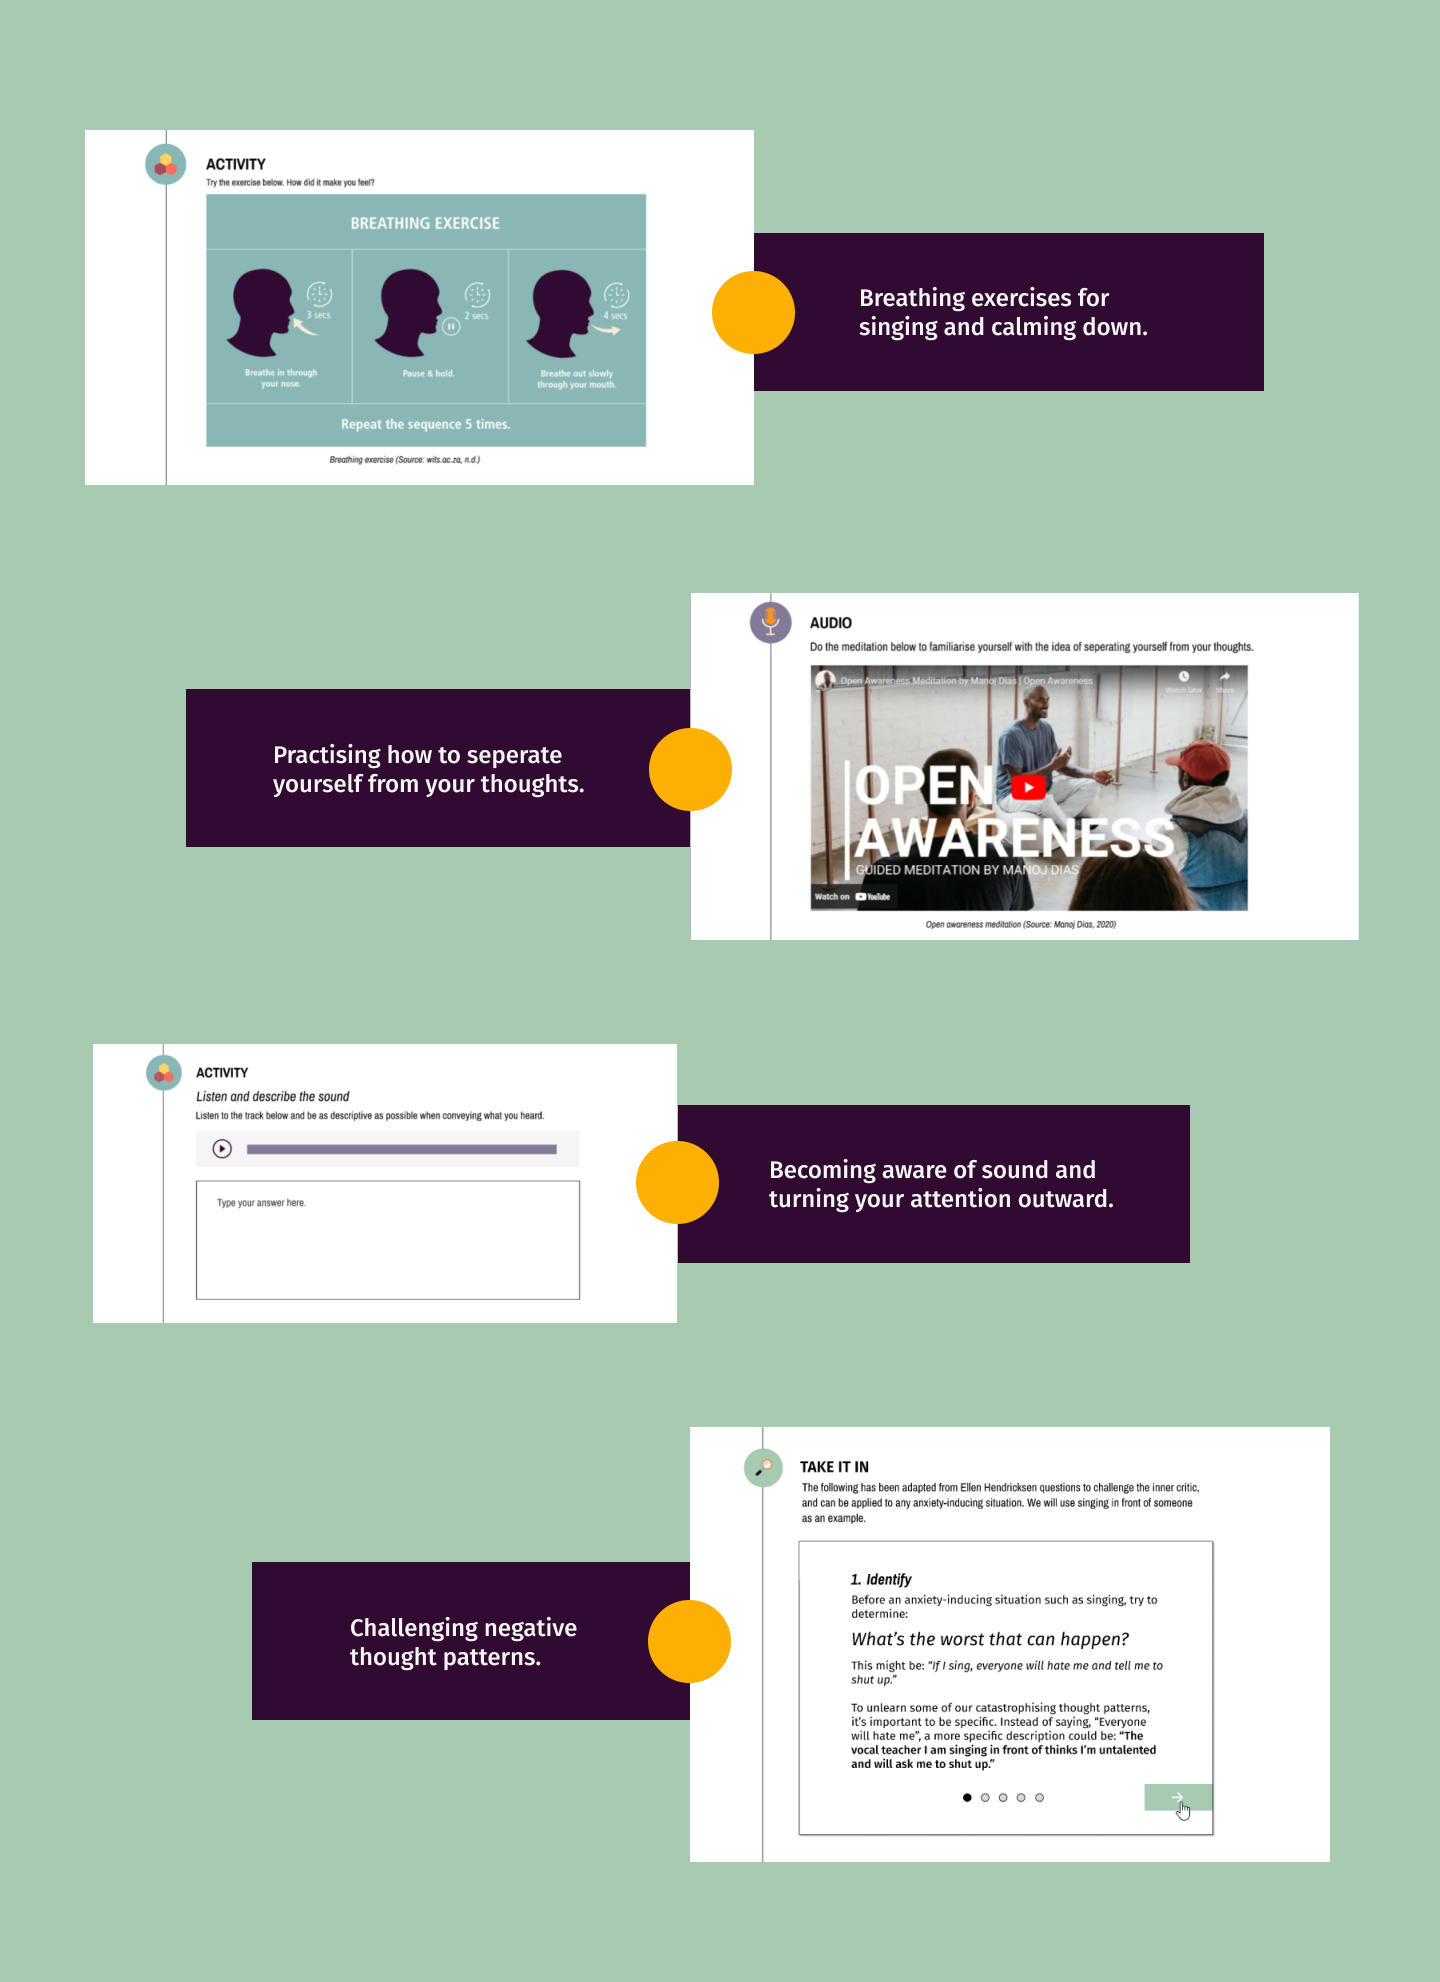 ACTIVITY
Try the exercise below. How did it make you feel?
BREATHING EXERCISE
3 secs
2 secs
4 secs
Breathe in through
your nose.
Pause & hold.
Breathe out slowly
through your mouth.
Repeat the sequence 5 times.
Breathing exercise (Source: wits.ac.za, n.d.)
Breathing exercises for
singing and calming down.
AUDIO
Do the meditation below to familiarise yourself with the idea of seperating yourself from your thoughts.
Open Awareness Meditation by Manoj Dias | Open Awareness
Watch later
Share
OPEN
AWARENESS
GUIDED MEDITATION BY MANOJ DIAS
Watch on YouTube
Open awareness meditation (Source: Manoj Dias, 2020)
Practising how to seperate
yourself from your thoughts.
ACTIVITY
Listen and describe the sound
Listen to the track below and be as descriptive as possible when conveying what you heard.
Type your answer here.
Becoming aware of sound and
turning your attention outward.
TAKE IT IN
The following has been adapted from Ellen Hendricksen questions to challenge the inner critic,
and can be applied to any anxiety-inducing situation. We will use singing in front of someone
as an example.
1. Identify
Before an anxiety-inducing situation such as singing, try to
determine:
What's the worst that can happen?
This might be: “If I sing, everyone will hate me and tell me to
shut up.”
To unlearn some of our catastrophising thought patterns,
it's important to be specific. Instead of saying, “Everyone
will hate me”, a more specific description could be: “The
vocal teacher I am singing in front of thinks I'm untalented
and will ask me to shut up.”
Challenging negative
thought patterns.